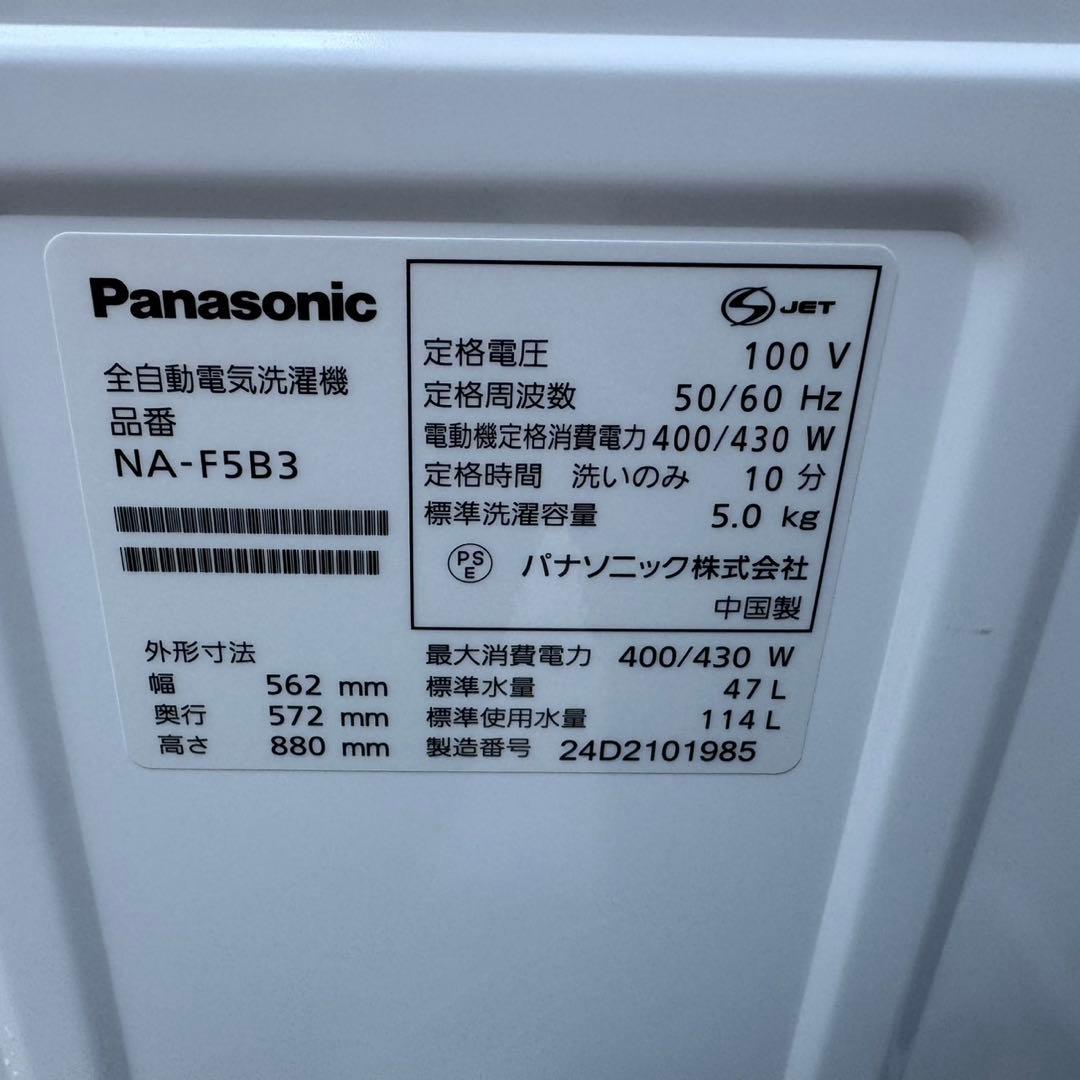 Panasonic
全自動電気洗濯機
品番
NA-F5B3
外形寸法
幅 562 mm
奥行 572 mm
高さ 880 mm
S JET
定格電圧 100 V
定格周波数 50/60 Hz
電動機定格消費電力 400/430 W
定格時間 洗いのみ 10 分
標準洗濯容量 5.0 kg
PSE パナソニック株式会社
中国製
最大消費電力 400/430 W
標準水量 47 L
標準使用水量 114 L
製造番号 24D2101985